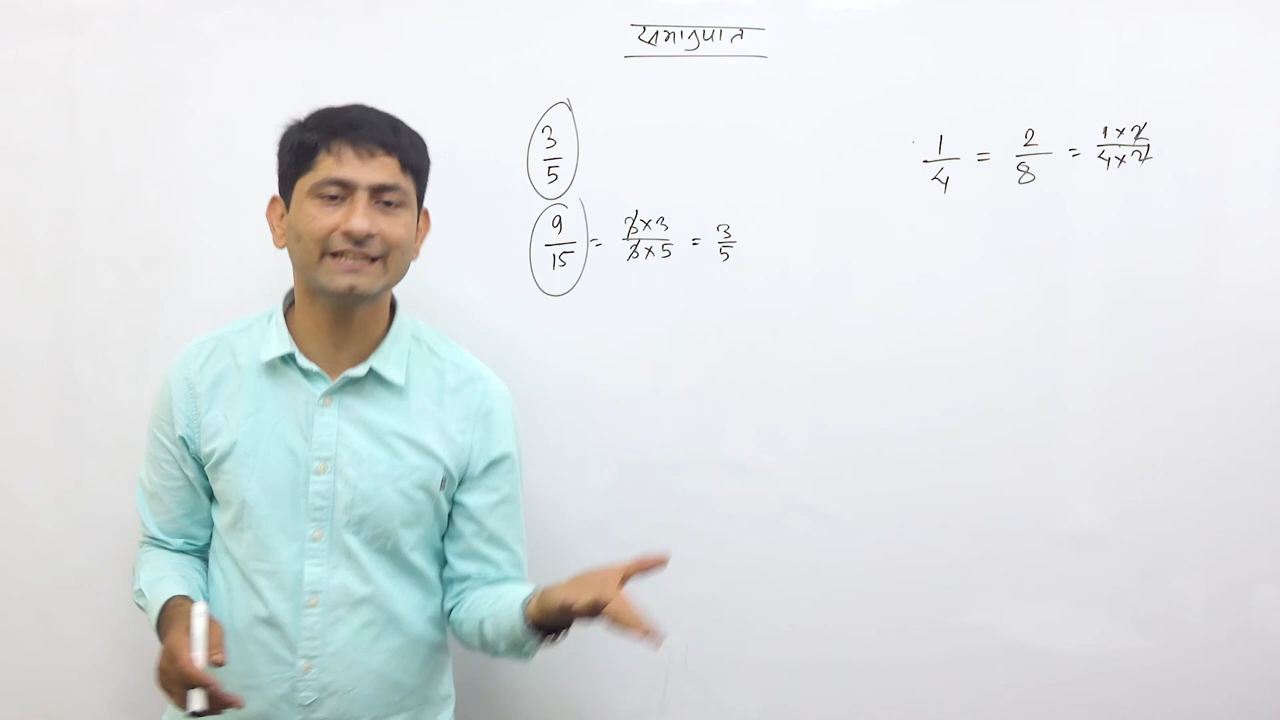 समानुपात
3/5
9/15 = 3×3/3×5 = 3/5
1/4 = 2/8 = 1×2/4×2